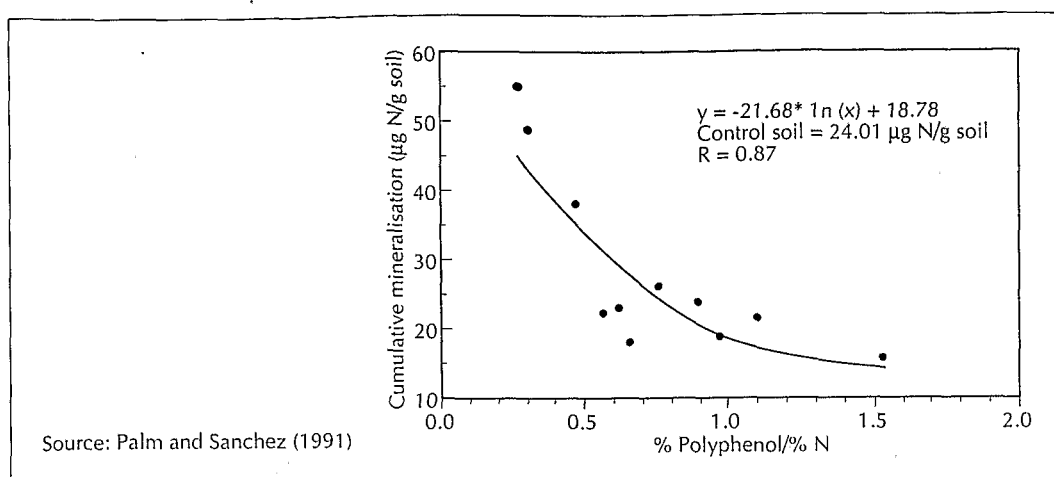 60
50
40
30
20
10
Cumulative mineralisation (µg N/g soil)
y = -21.68* 1n (x) + 18.78
Control soil = 24.01 µg N/g soil
R = 0.87
0.0 0.5 1.0 1.5 2.0
% Polyphenol/% N
Source: Palm and Sanchez (1991)